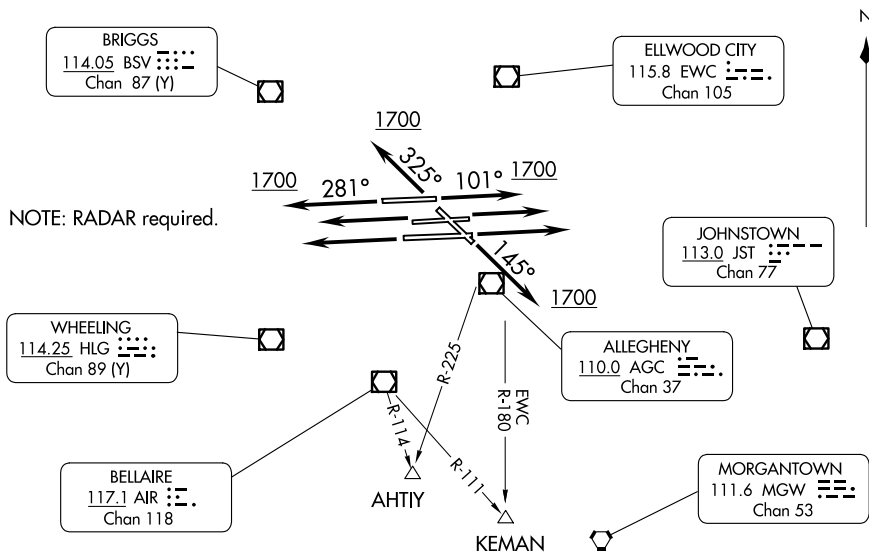 N
BRIGGS
114.05 BSV
Chan 87 (Y)
ELLWOOD CITY
115.8 EWC
Chan 105
1700
325°
1700
281°
101°
1700
NOTE: RADAR required.
JOHNSTOWN
113.0 JST
Chan 77
145°
1700
WHEELING
114.25 HLG
Chan 89 (Y)
ALLEGHENY
110.0 AGC
Chan 37
R-225
EWC
R-180
R-114
R-111
BELLAIRE
117.1 AIR
Chan 118
AHTIY
KEMAN
MORGANTOWN
111.6 MGW
Chan 53